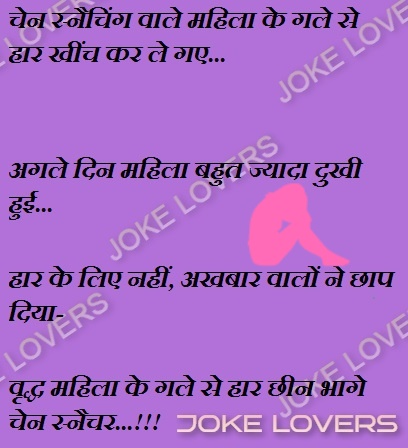 चेन स्नैचिंग वाले महिला के गले से
हार खींच कर ले गए...
अगले दिन महिला बहुत ज्यादा दुखी
हुई...
हार के लिए नहीं, अखबार वालों ने छाप
दिया-
वृद्ध महिला के गले से हार छीन भागे
चेन स्नैचर...!!!
JOKE LOVERS
JOKE LOVERS
JOKE LOVERS
JOKE LOVERS
JOKE LOVERS